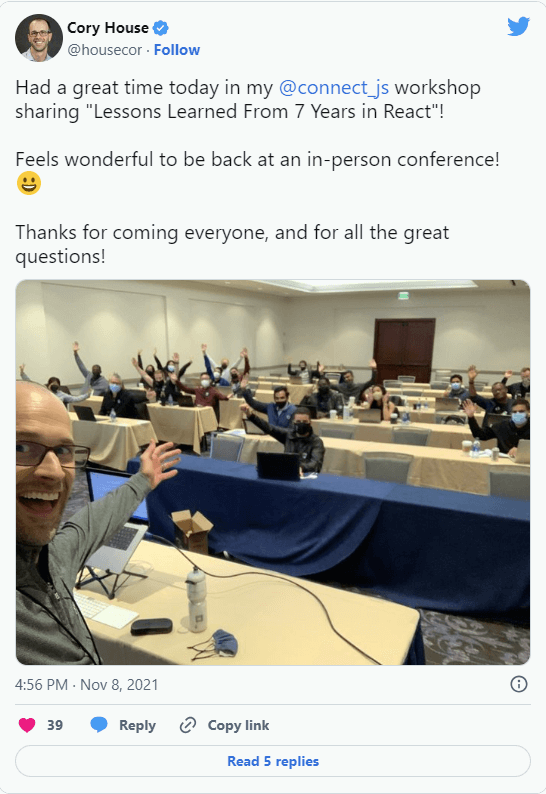 Cory House
@housecor · Follow
Had a great time today in my @connect_js workshop
sharing "Lessons Learned From 7 Years in React"!
Feels wonderful to be back at an in-person conference!
😀
Thanks for coming everyone, and for all the great
questions!
4:56 PM · Nov 8, 2021
39 Reply Copy link
Read 5 replies